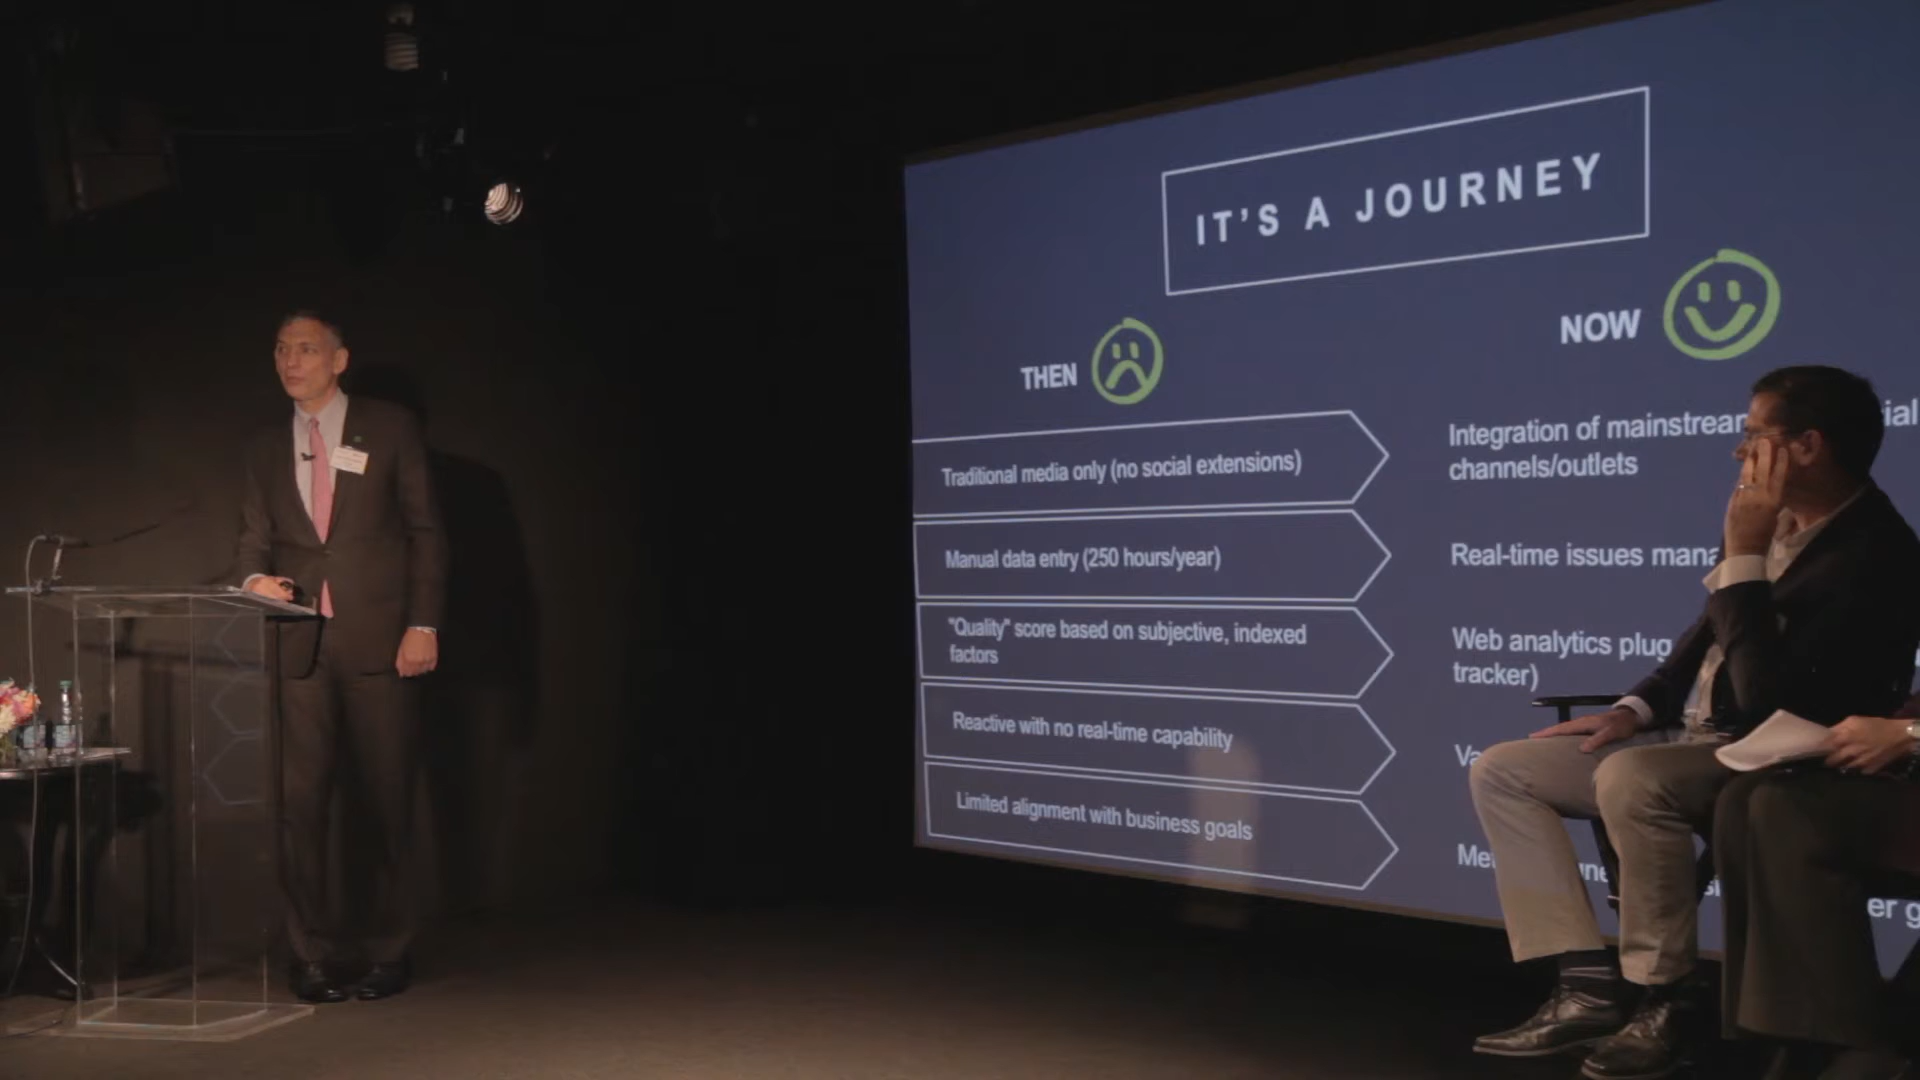 IT'S A JOURNEY
THEN
NOW
Traditional media only (no social extensions)
Manual data entry (250 hours/year)
"Quality" score based on subjective, indexed
factors
Reactive with no real-time capability
Limited alignment with business goals
Integration of mainstream
channels/outlets
Real-time issues
Web analytics plug
tracker)